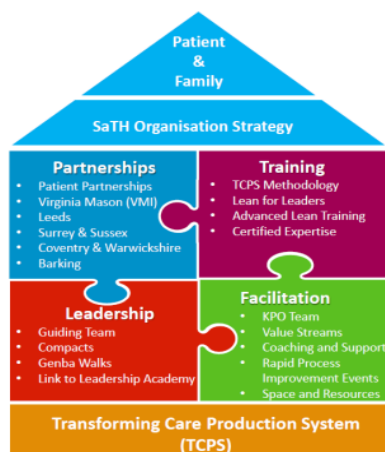 Patient
&
Family
SaTH Organisation Strategy
Partnerships
• Patient Partnerships
• Virginia Mason (VMI)
• Leeds
• Surrey & Sussex
• Coventry & Warwickshire
• Barking
Training
• TCPS Methodology
• Lean for Leaders
• Advanced Lean Training
• Certified Expertise
Leadership
• Guiding Team
• Compacts
• Genba Walks
• Link to Leadership Academy
Facilitation
• KPO Team
• Value Streams
• Coaching and Support
• Rapid Process
Improvement Events
• Space and Resources
Transforming Care Production System
(TCPS)